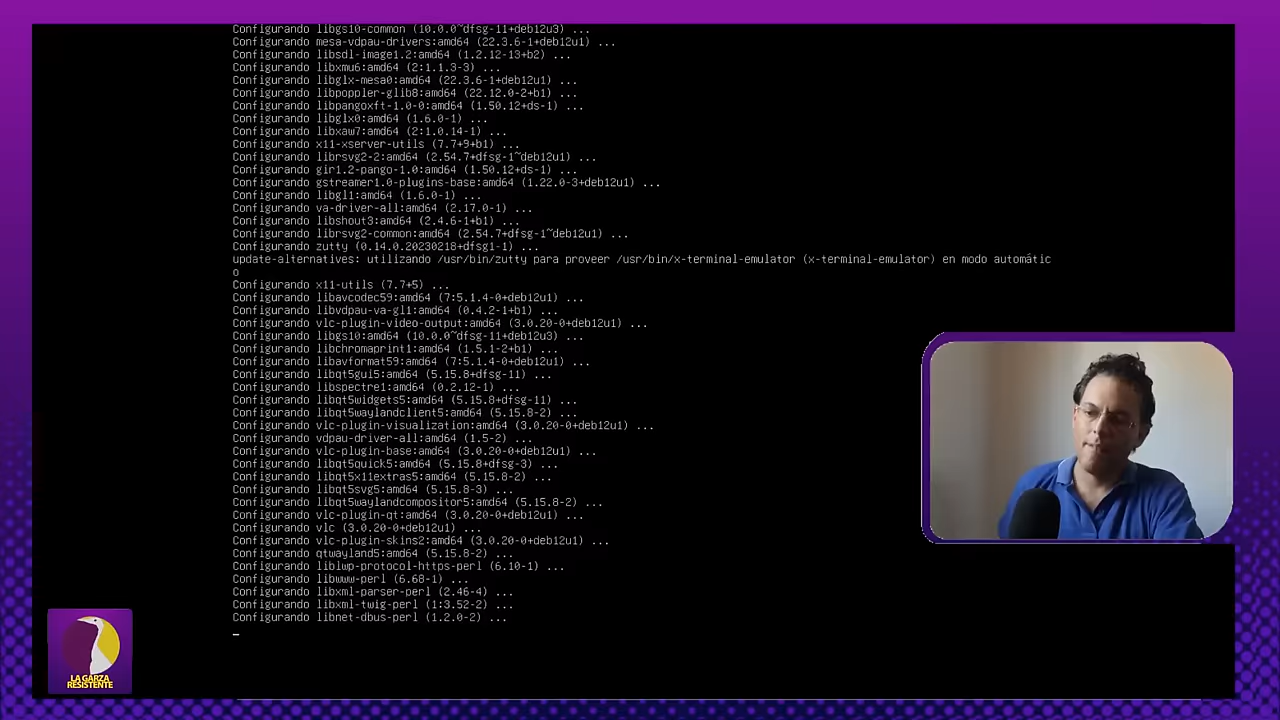 Configurando libgs10-common (10.0.0~dfsg-11+deb12u3) ...
Configurando mesa-vdpau-drivers:amd64 (22.3.6-1+deb12u1) ...
Configurando libsdl-image1.2:amd64 (1.2.12-13+b2) ...
Configurando libxmu6:amd64 (2:1.1.3-3) ...
Configurando libglx-mesa0:amd64 (22.3.6-1+deb12u1) ...
Configurando libpoppler-glib8:amd64 (22.12.0-2+b1) ...
Configurando libpangoxft-1.0-0:amd64 (1.50.12+ds-1) ...
Configurando libglx0:amd64 (1.6.0-1) ...
Configurando libxaw7:amd64 (2:1.0.14-1) ...
Configurando x11-xserver-utils (7.7+9+b1) ...
Configurando librsvg2-2:amd64 (2.54.7+dfsg-1~deb12u1) ...
Configurando gir1.2-pango-1.0:amd64 (1.50.12+ds-1) ...
Configurando gstreamer1.0-plugins-base:amd64 (1.22.0-3+deb12u1) ...
Configurando libgl1:amd64 (1.6.0-1) ...
Configurando va-driver-all:amd64 (2.17.0-1) ...
Configurando libshout3:amd64 (2.4.6-1+b1) ...
Configurando librsvg2-common:amd64 (2.54.7+dfsg-1~deb12u1) ...
Configurando zutty (0.14.0.20230218+dfsg1-1) ...
update-alternatives: utilizando /usr/bin/zutty para proveer /usr/bin/x-terminal-emulator (x-terminal-emulator) en modo automátic
o
Configurando x11-utils (7.7+5) ...
Configurando libavcodec59:amd64 (7:5.1.4-0+deb12u1) ...
Configurando libvdpau-va-gl1:amd64 (0.4.2-1+b1) ...
Configurando vlc-plugin-video-output:amd64 (3.0.20-0+deb12u1) ...
Configurando libgs10:amd64 (10.0.0~dfsg-11+deb12u3) ...
Configurando libchromaprint1:amd64 (1.5.1-2+b1) ...
Configurando libavformat59:amd64 (7:5.1.4-0+deb12u1) ...
Configurando libqt5gui5:amd64 (5.15.8+dfsg-11) ...
Configurando libspectre1:amd64 (0.2.12-1) ...
Configurando libqt5widgets5:amd64 (5.15.8+dfsg-11) ...
Configurando libqt5waylandclient5:amd64 (5.15.8-2) ...
Configurando vlc-plugin-visualization:amd64 (3.0.20-0+deb12u1) ...
Configurando vdpau-driver-all:amd64 (1.5-2) ...
Configurando vlc-plugin-base:amd64 (3.0.20-0+deb12u1) ...
Configurando libqt5quick5:amd64 (5.15.8+dfsg-3) ...
Configurando libqt5x11extras5:amd64 (5.15.8-2) ...
Configurando libqt5svg5:amd64 (5.15.8-3) ...
Configurando libqt5waylandcompositor5:amd64 (5.15.8-2) ...
Configurando vlc-plugin-qt:amd64 (3.0.20-0+deb12u1) ...
Configurando vlc (3.0.20-0+deb12u1) ...
Configurando vlc-plugin-skins2:amd64 (3.0.20-0+deb12u1) ...
Configurando qtwayland5:amd64 (5.15.8-2) ...
Configurando liblwp-protocol-https-perl (6.10-1) ...
Configurando libwww-perl (6.68-1) ...
Configurando libxml-parser-perl (2.46-4) ...
Configurando libxml-twig-perl (1:3.52-2) ...
Configurando libnet-dbus-perl (1.2.0-2) ...
LA GARZA
RESISTENTE